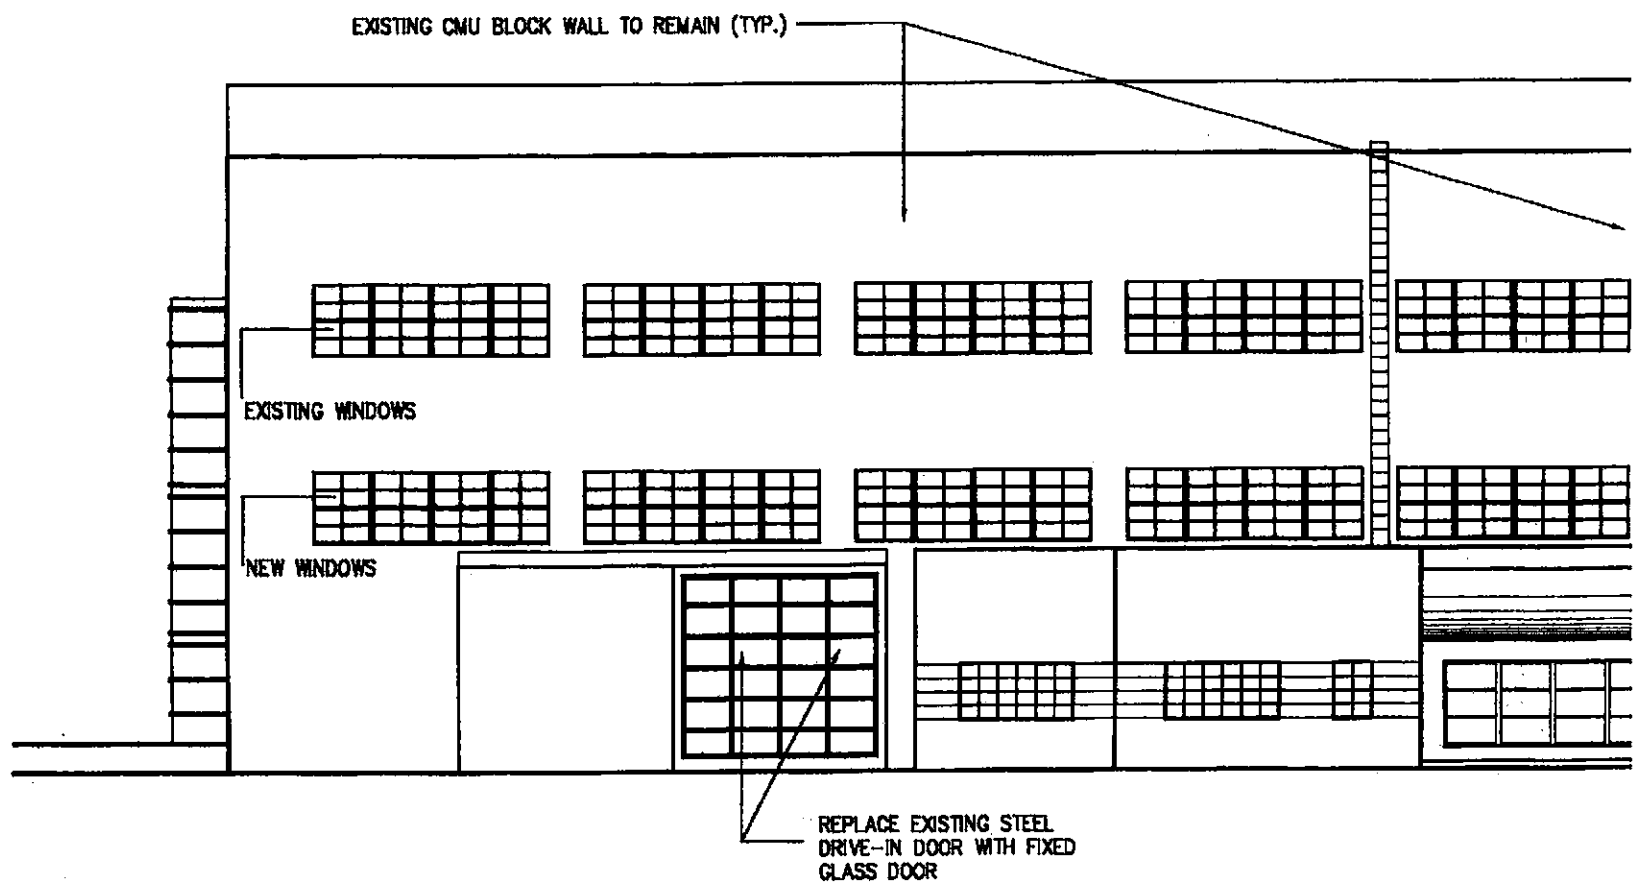 EXISTING CMU BLOCK WALL TO REMAIN (TYP.)
EXISTING WINDOWS
NEW WINDOWS
REPLACE EXISTING STEEL
DRIVE-IN DOOR WITH FIXED
GLASS DOOR